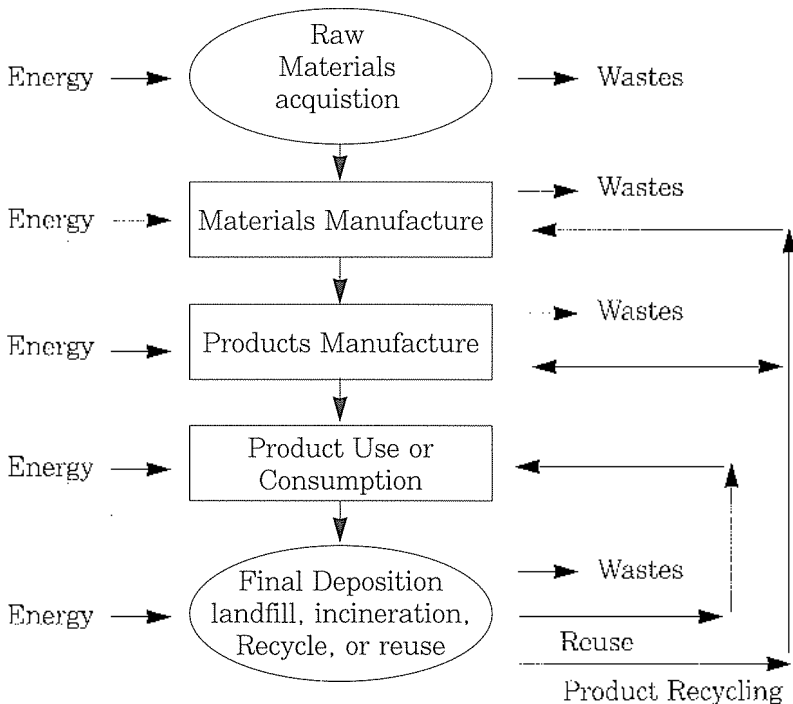 Raw
Materials
acquistion
Energy
Wastes
Energy
Materials Manufacture
Wastes
Energy
Products Manufacture
Wastes
Energy
Product Use or
Consumption
Energy
Final Deposition
landfill, incineration,
Recycle, or reuse
Wastes
Reuse
Product Recycling